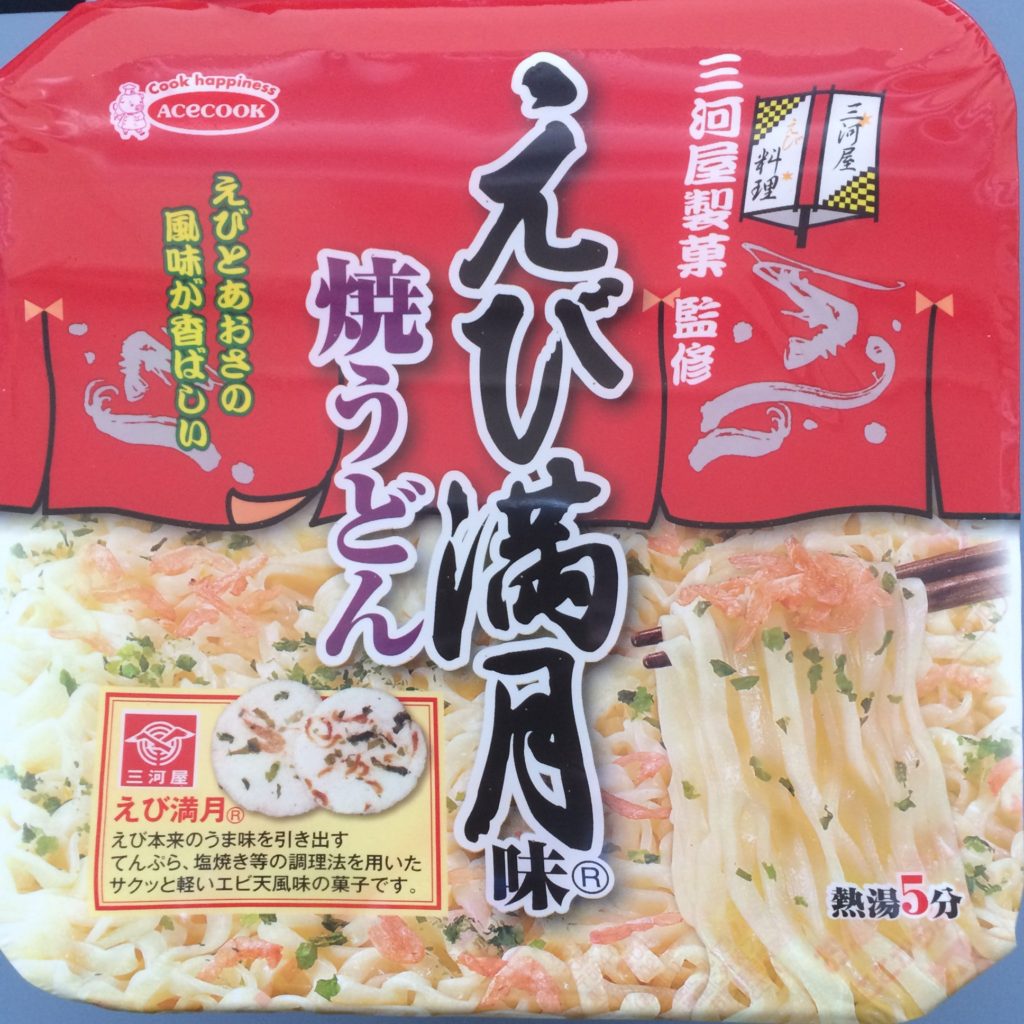 Cook happiness
ACECOOK
三河屋
えび
料理
三河屋製菓 監修
えび満月
味®
焼うどん
えびとあおさの
風味が香ばしい
三河屋
えび満月®
えび本来のうま味を引き出す
てんぷら、塩焼き等の調理法を用いた
サクッと軽いエビ天風味の菓子です。
熱湯5分